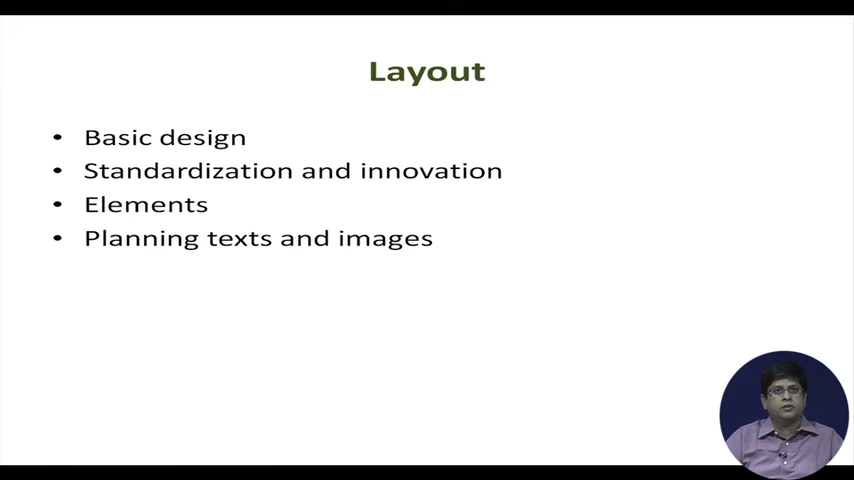 Layout
• Basic design
• Standardization and innovation
• Elements
• Planning texts and images